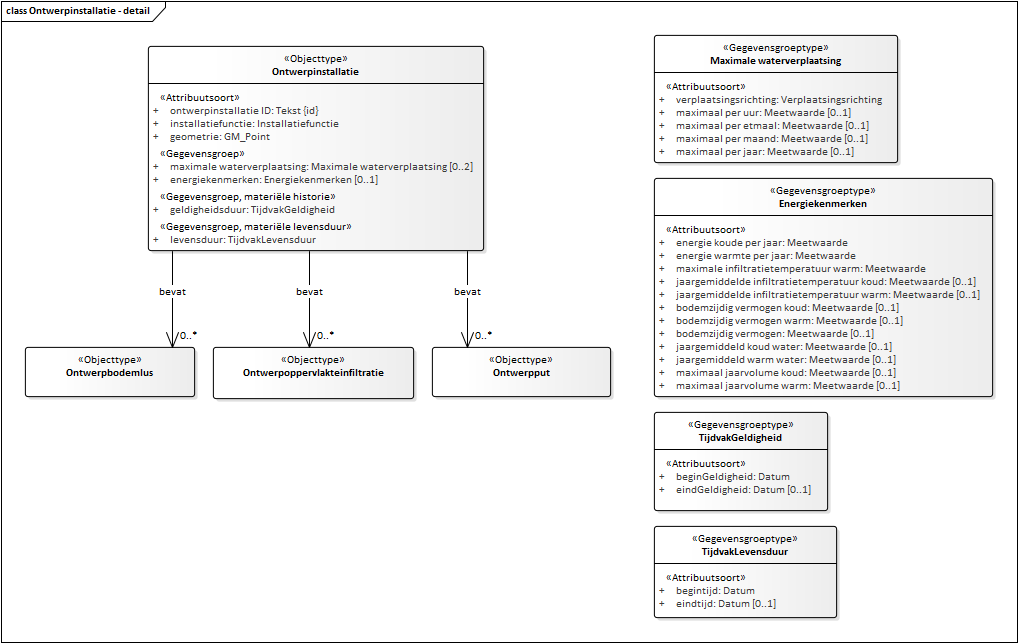 class Ontwerpinstallatie - detail
«Objecttype»
Ontwerpinstallatie
«Attribuutsoort»
+ ontwerpinstallatie ID: Tekst {id}
+ installatiefunctie: Installatiefunctie
+ geometrie: GM_Point
«Gegevensgroep»
+ maximale waterverplaatsing: Maximale waterverplaatsing [0..2]
+ energiekenmerken: Energiekenmerken [0..1]
«Gegevensgroep, materiële historie»
+ geldigheidsduur: TijdvakGeldigheid
«Gegevensgroep, materiële levensduur»
+ levensduur: TijdvakLevensduur
bevat
bevat
bevat
0..*
0..*
0..*
«Objecttype»
Ontwerpbodemlus
«Objecttype»
Ontwerpoppervlakteinfiltratie
«Objecttype»
Ontwerpput
«Gegevensgroeptype»
Maximale waterverplaatsing
«Attribuutsoort»
+ verplaatsingsrichting: Verplaatsingsrichting
+ maximaal per uur: Meetwaarde [0..1]
+ maximaal per etmaal: Meetwaarde [0..1]
+ maximaal per maand: Meetwaarde [0..1]
+ maximaal per jaar: Meetwaarde [0..1]
«Gegevensgroeptype»
Energiekenmerken
«Attribuutsoort»
+ energie koude per jaar: Meetwaarde
+ energie warmte per jaar: Meetwaarde
+ maximale infiltratietemperatuur warm: Meetwaarde
+ jaargemiddelde infiltratietemperatuur koud: Meetwaarde [0..1]
+ jaargemiddelde infiltratietemperatuur warm: Meetwaarde [0..1]
+ bodemzijdig vermogen koud: Meetwaarde [0..1]
+ bodemzijdig vermogen warm: Meetwaarde [0..1]
+ bodemzijdig vermogen: Meetwaarde [0..1]
+ jaargemiddeld koud water: Meetwaarde [0..1]
+ jaargemiddeld warm water: Meetwaarde [0..1]
+ maximaal jaarvolume koud: Meetwaarde [0..1]
+ maximaal jaarvolume warm: Meetwaarde [0..1]
«Gegevensgroeptype»
TijdvakGeldigheid
«Attribuutsoort»
+ beginGeldigheid: Datum
+ eindGeldigheid: Datum [0..1]
«Gegevensgroeptype»
TijdvakLevensduur
«Attribuutsoort»
+ begintijd: Datum
+ eindtijd: Datum [0..1]